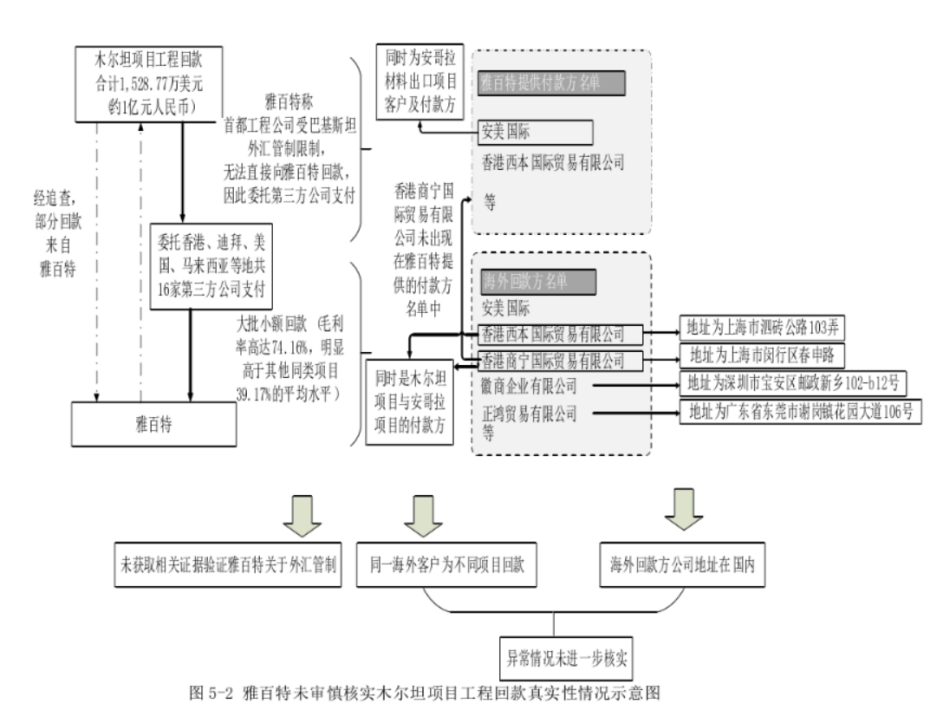 木尔坦项目工程回款
合计1,528.77万美元
(约1亿元人民币)
经追查，
部分回款
来自
雅百特
委托香港、迪拜、美
国、马来西亚等地共
16家第三方公司支付
雅百特
雅百特称
首都工程公司受巴基斯坦
外汇管制限制，
无法直接向雅百特回款，
因此委托第三方公司支付
大批小额回款（毛利
率高达74.16%，明显
高于其他同类项目
39.17%的平均水平）
同时为安哥拉
材料出口项目
客户及付款方
香港商宁国
际贸易有限
公司未出现
在雅百特提
供的付款方
名单中
同时是木尔坦
项目与安哥拉
项目的付款方
雅百特提供付款方名单
安美国际
香港西本国际贸易有限公司
等
海外回款方名单
安美国际
香港西本国际贸易有限公司
香港商宁国际贸易有限公司
徽商企业有限公司
正鸿贸易有限公司
等
地址为上海市泗砖公路103弄
地址为上海市闵行区春申路
地址为深圳市宝安区邮政新乡102-b12号
地址为广东省东莞市谢岗镇花园大道106号
未获取相关证据验证雅百特关于外汇管制
同一海外客户为不同项目回款
海外回款方公司地址在国内
异常情况未进一步核实
图 5-2 雅百特未审慎核实木尔坦项目工程回款真实性情况示意图